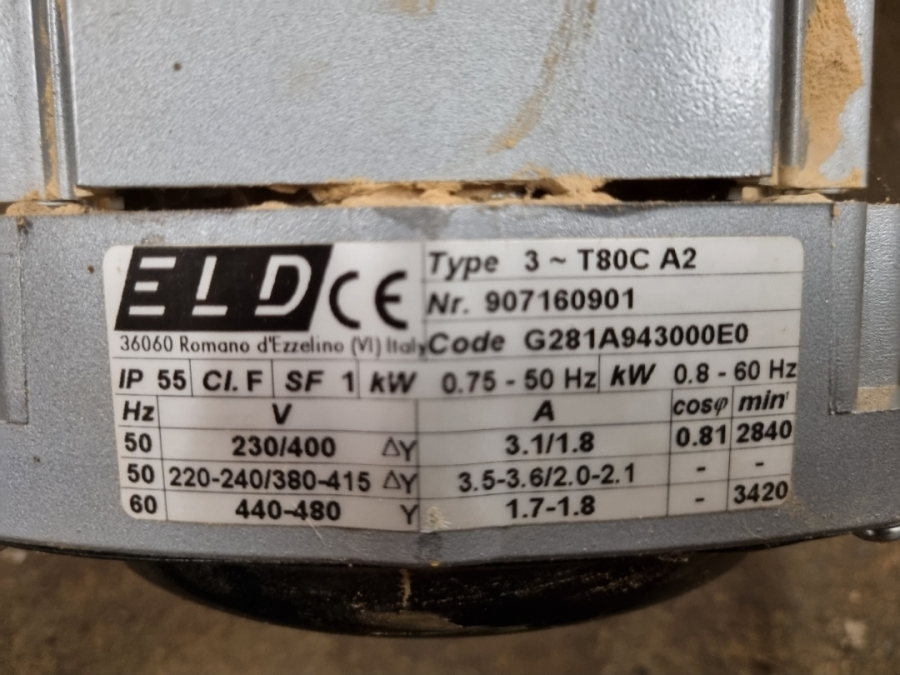 ELD CE
Type 3 ~ T80C A2
Nr. 907160901
36060 Romano d'Ezzelino (VI) Italy
Code G281A943000E0
IP 55 Cl. F SF 1 kW 0.75 - 50 Hz kW 0.8 - 60 Hz
Hz V A cosφ min¹
50 230/400 ΔY 3.1/1.8 0.81 2840
50 220-240/380-415 ΔY 3.5-3.6/2.0-2.1 - -
60 440-480 Y 1.7-1.8 - 3420